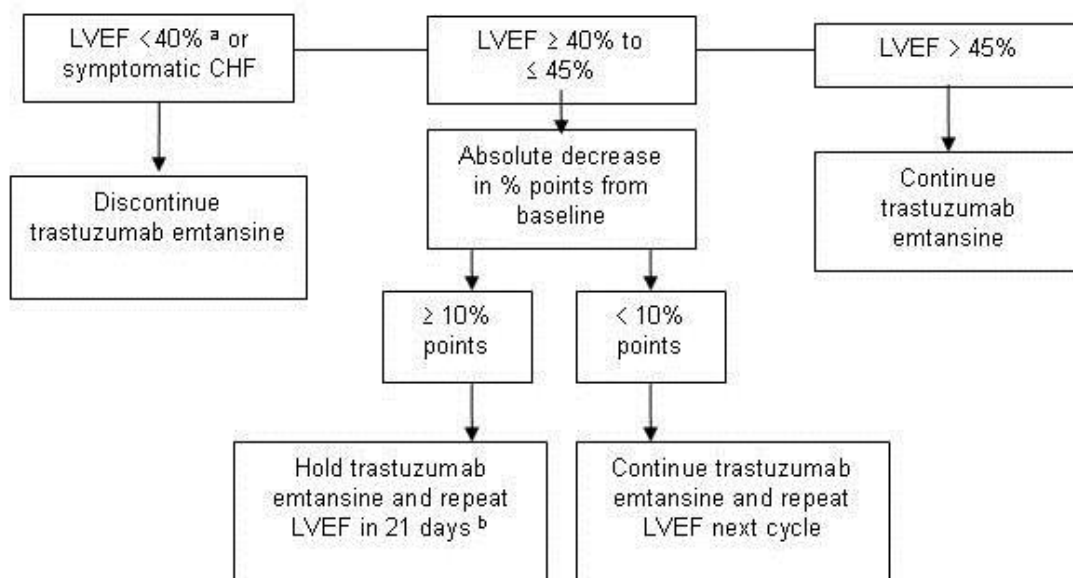 LVEF <40% ᵃ or
symptomatic CHF
LVEF ≥ 40% to
≤ 45%
LVEF > 45%
Absolute decrease
in % points from
baseline
Discontinue
trastuzumab emtansine
Continue
trastuzumab
emtansine
≥ 10%
points
< 10%
points
Hold trastuzumab
emtansine and repeat
LVEF in 21 days ᵇ
Continue trastuzumab
emtansine and repeat
LVEF next cycle